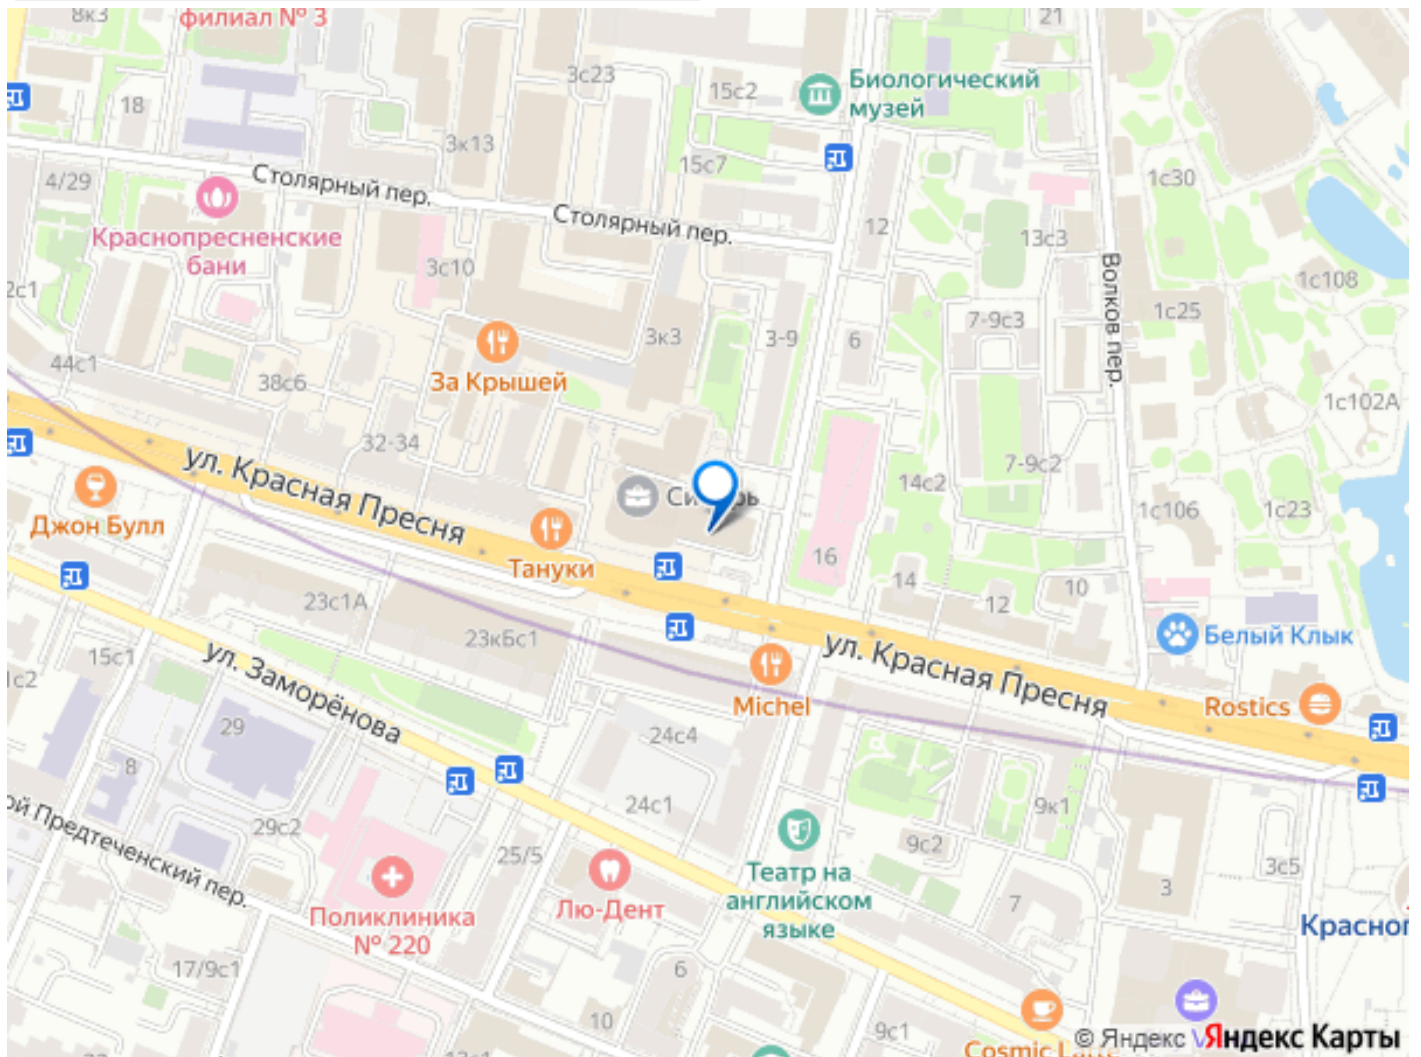 8к3
филиал № 3
21
18
3с23
15с2
Биологический
музей
3к13
15с7
4/29
Столярный пер.
Столярный пер.
1с30
12
13с3
Краснопресненские
бани
3с10
2с1
Волков пер.
1с108
1с25
7-9с3
3к3
3-9
6
44с1
За Крышей
38с6
1с102А
32-34
ул. Красная Пресня
7-9с2
14с2
Джон Булл
1с106
1с23
Тануки
16
14
12
10
23с1А
23кБс1
Белый Клык
15с1
1с2
ул. Заморёнова
ул. Красная Пресня
Michel
Rostics
29
24с4
8
24с1
9к1
29с2
25/5
9с2
3с5
ой Предтеченский пер.
Театр на
английском
языке
3
7
Лю-Дент
Поликлиника
№ 220
Красног
17/9с1
6
10
9с1
13с1
© Яндекс
Яндекс Карты